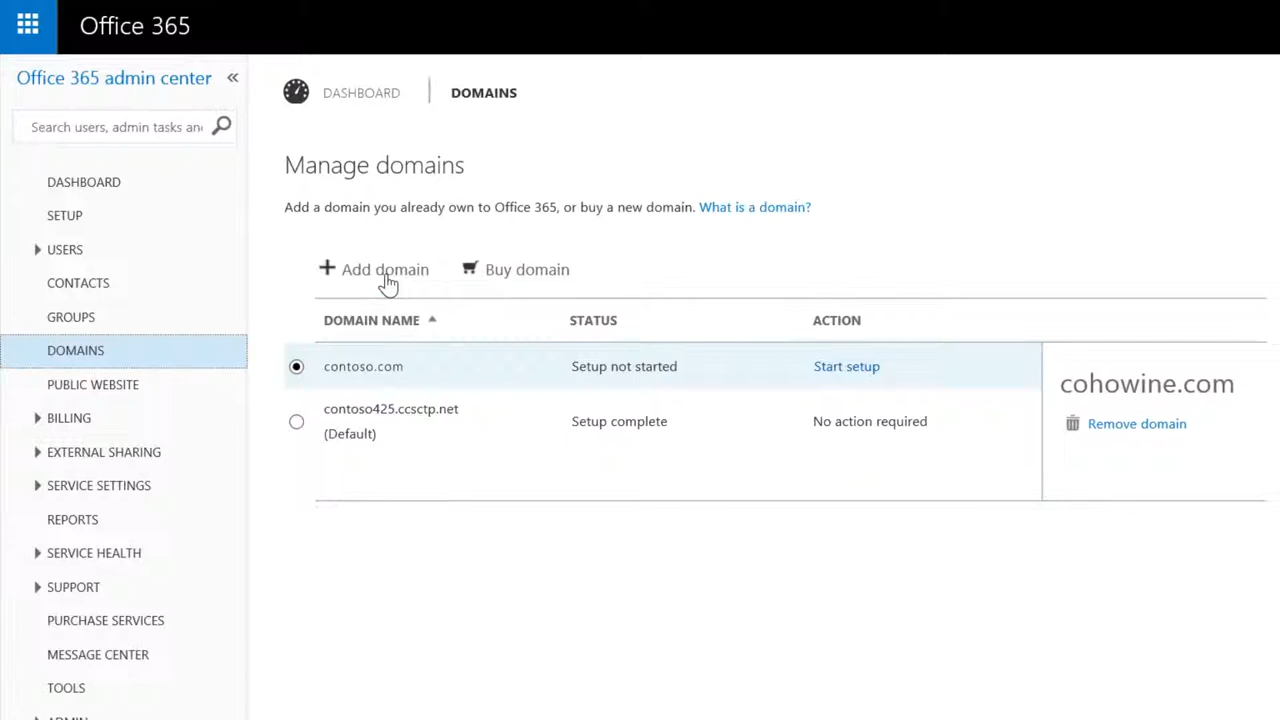 Office 365
Office 365 admin center «
Search users, admin tasks and
DASHBOARD
SETUP
USERS
CONTACTS
GROUPS
DOMAINS
PUBLIC WEBSITE
BILLING
EXTERNAL SHARING
SERVICE SETTINGS
REPORTS
SERVICE HEALTH
SUPPORT
PURCHASE SERVICES
MESSAGE CENTER
TOOLS
ADMIN
DASHBOARD DOMAINS
Manage domains
Add a domain you already own to Office 365, or buy a new domain. What is a domain?
Add domain Buy domain
DOMAIN NAME STATUS ACTION
contoso.com Setup not started Start setup
contoso425.ccsctp.net Setup complete No action required
(Default)
cohowine.com
Remove domain